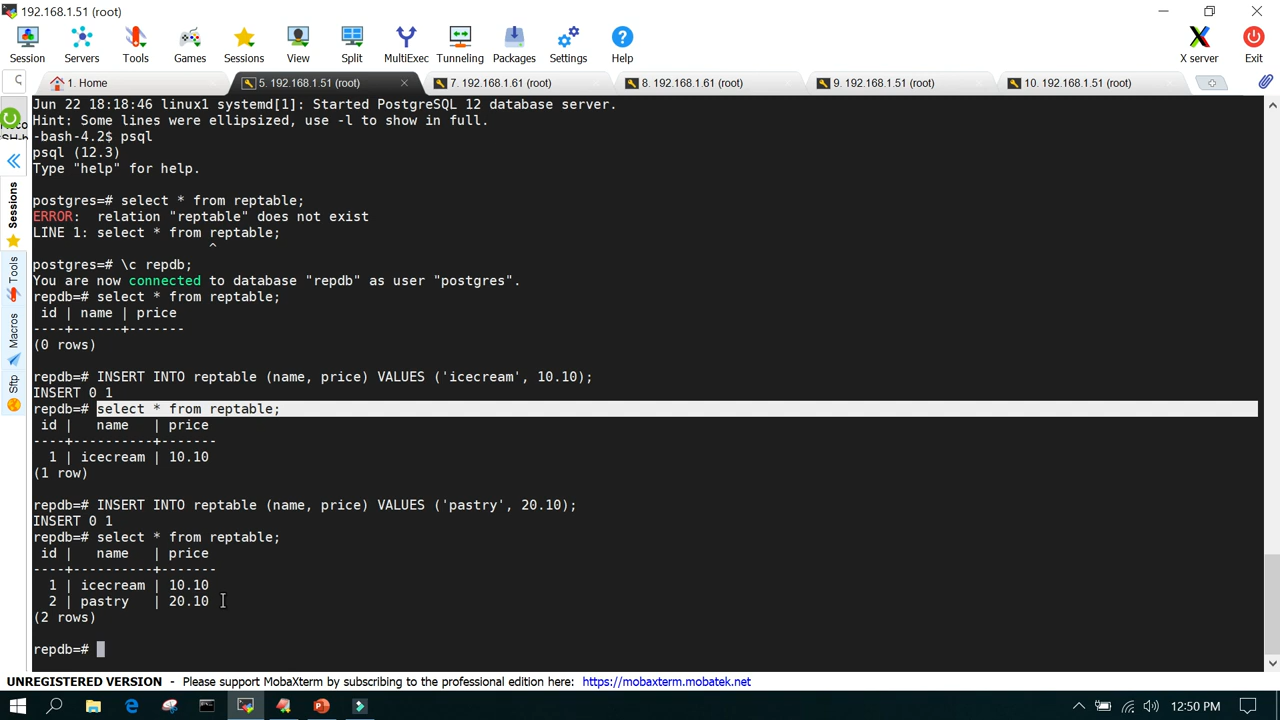 192.168.1.51 (root)
Session Servers Tools Games Sessions View Split MultiExec Tunneling Packages Settings Help X server Exit
1. Home 5. 192.168.1.51 (root) 7. 192.168.1.61 (root) 8. 192.168.1.61 (root) 9. 192.168.1.51 (root) 10. 192.168.1.51 (root)
Sessions
Tools
Macros
Sftp
Jun 22 18:18:46 linux1 systemd[1]: Started PostgreSQL 12 database server.
Hint: Some lines were ellipsized, use -l to show in full.
-bash-4.2$ psql
psql (12.3)
Type "help" for help.
postgres=# select * from reptable;
ERROR:  relation "reptable" does not exist
LINE 1: select * from reptable;
^
postgres=# \c repdb;
You are now connected to database "repdb" as user "postgres".
repdb=# select * from reptable;
 id | name | price
----+------+-------
(0 rows)
repdb=# INSERT INTO reptable (name, price) VALUES ('icecream', 10.10);
INSERT 0 1
repdb=# select * from reptable;
 id |   name   | price
----+----------+-------
  1 | icecream | 10.10
(1 row)
repdb=# INSERT INTO reptable (name, price) VALUES ('pastry', 20.10);
INSERT 0 1
repdb=# select * from reptable;
 id |   name   | price
----+----------+-------
  1 | icecream | 10.10
  2 | pastry   | 20.10
(2 rows)
repdb=#
UNREGISTERED VERSION - Please support MobaXterm by subscribing to the professional edition here: https://mobaxterm.mobatek.net
12:50 PM